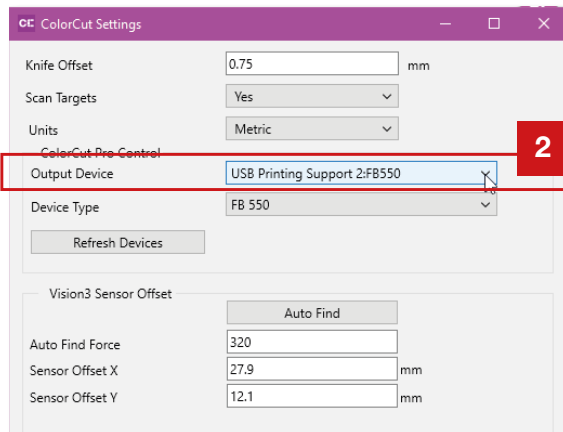 CC ColorCut Settings
Knife Offset 0.75 mm
Scan Targets Yes
Units Metric
ColorCut Pro Control
2
Output Device USB Printing Support 2:FB550
Device Type FB 550
Refresh Devices
Vision3 Sensor Offset
Auto Find
Auto Find Force 320
Sensor Offset X 27.9 mm
Sensor Offset Y 12.1 mm